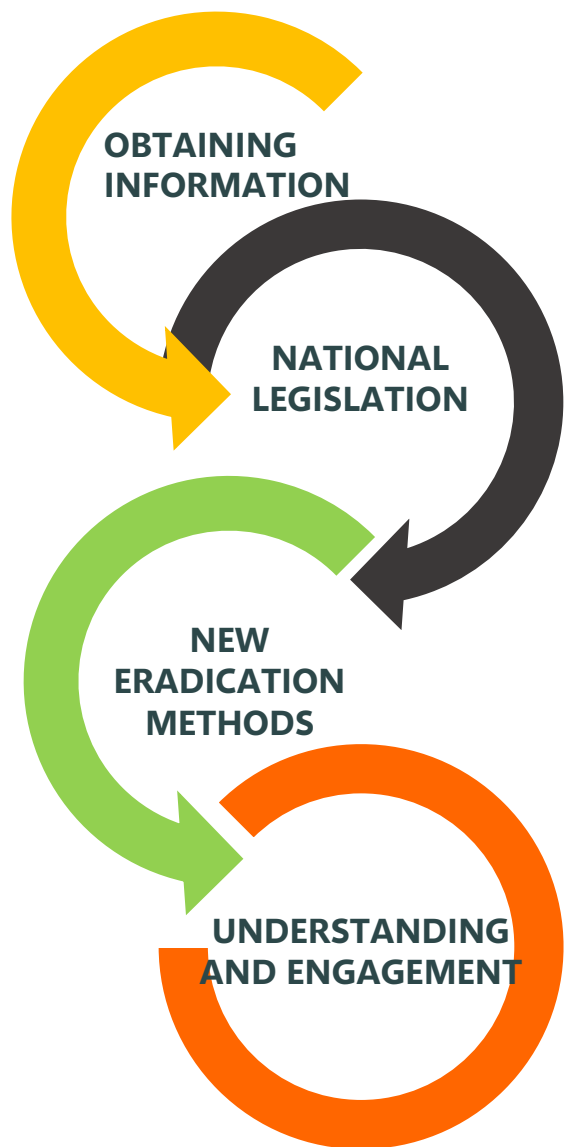 OBTAINING
INFORMATION
NATIONAL
LEGISLATION
NEW
ERADICATION
METHODS
UNDERSTANDING
AND ENGAGEMENT